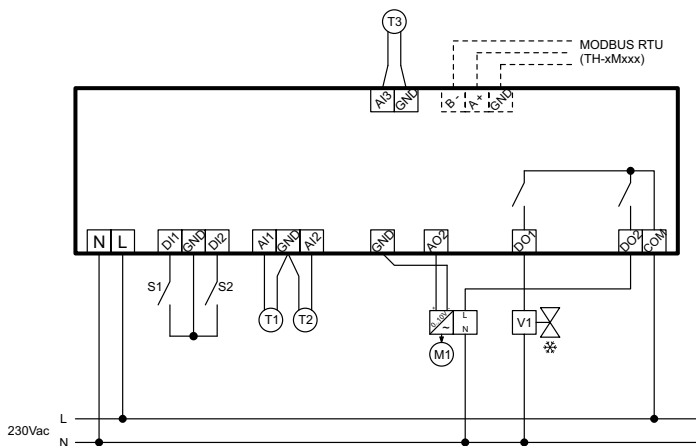 T3
MODBUS RTU
(TH-xMxxx)
AI3 GND B - A + GND
N L DI1 GND DI2 AI1 GND AI2 GND AO2 DO1 DO2 COM
S1 S2
T1 T2
0..10V ~ L N
V1
M1
L
230Vac
N